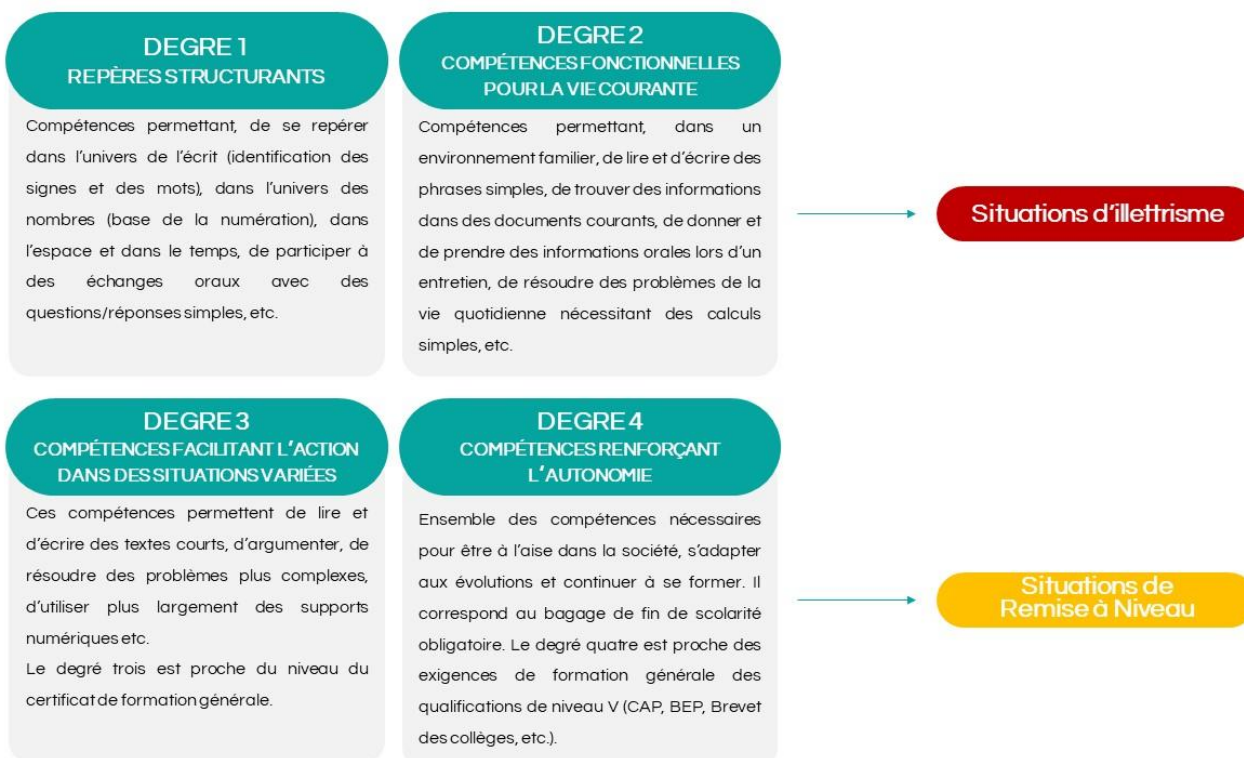 DEGRE 1
REPÈRES STRUCTURANTS
Compétences permettant, de se repérer
dans l'univers de l'écrit (identification des
signes et des mots), dans l'univers des
nombres (base de la numération), dans
l'espace et dans le temps, de participer à
des échanges oraux avec des
questions/réponses simples, etc.
DEGRE 2
COMPÉTENCES FONCTIONNELLES
POUR LA VIE COURANTE
Compétences permettant, dans un
environnement familier, de lire et d'écrire des
phrases simples, de trouver des informations
dans des documents courants, de donner et
de prendre des informations orales lors d'un
entretien, de résoudre des problèmes de la
vie quotidienne nécessitant des calculs
simples, etc.
Situations d'illettrisme
DEGRE 3
COMPÉTENCES FACILITANT L'ACTION
DANS DES SITUATIONS VARIÉES
Ces compétences permettent de lire et
d'écrire des textes courts, d'argumenter, de
résoudre des problèmes plus complexes,
d'utiliser plus largement des supports
numériques etc.
Le degré trois est proche du niveau du
certificat de formation générale.
DEGRE 4
COMPÉTENCES RENFORÇANT
L'AUTONOMIE
Ensemble des compétences nécessaires
pour être à l'aise dans la société, s'adapter
aux évolutions et continuer à se former. Il
correspond au bagage de fin de scolarité
obligatoire. Le degré quatre est proche des
exigences de formation générale des
qualifications de niveau V (CAP, BEP, Brevet
des collèges, etc.).
Situations de
Remise à Niveau